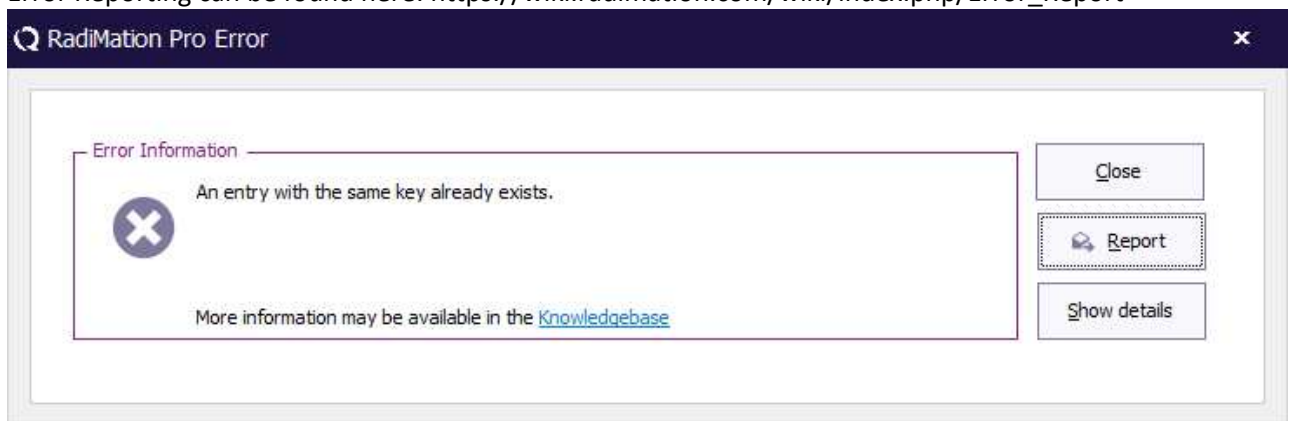 Error Reporting can be found here: https://wiki.radimation.com/wiki/index.php/Error_Report
RadiMation Pro Error
Error Information
An entry with the same key already exists.
More information may be available in the Knowledgebase
Close
Report
Show details